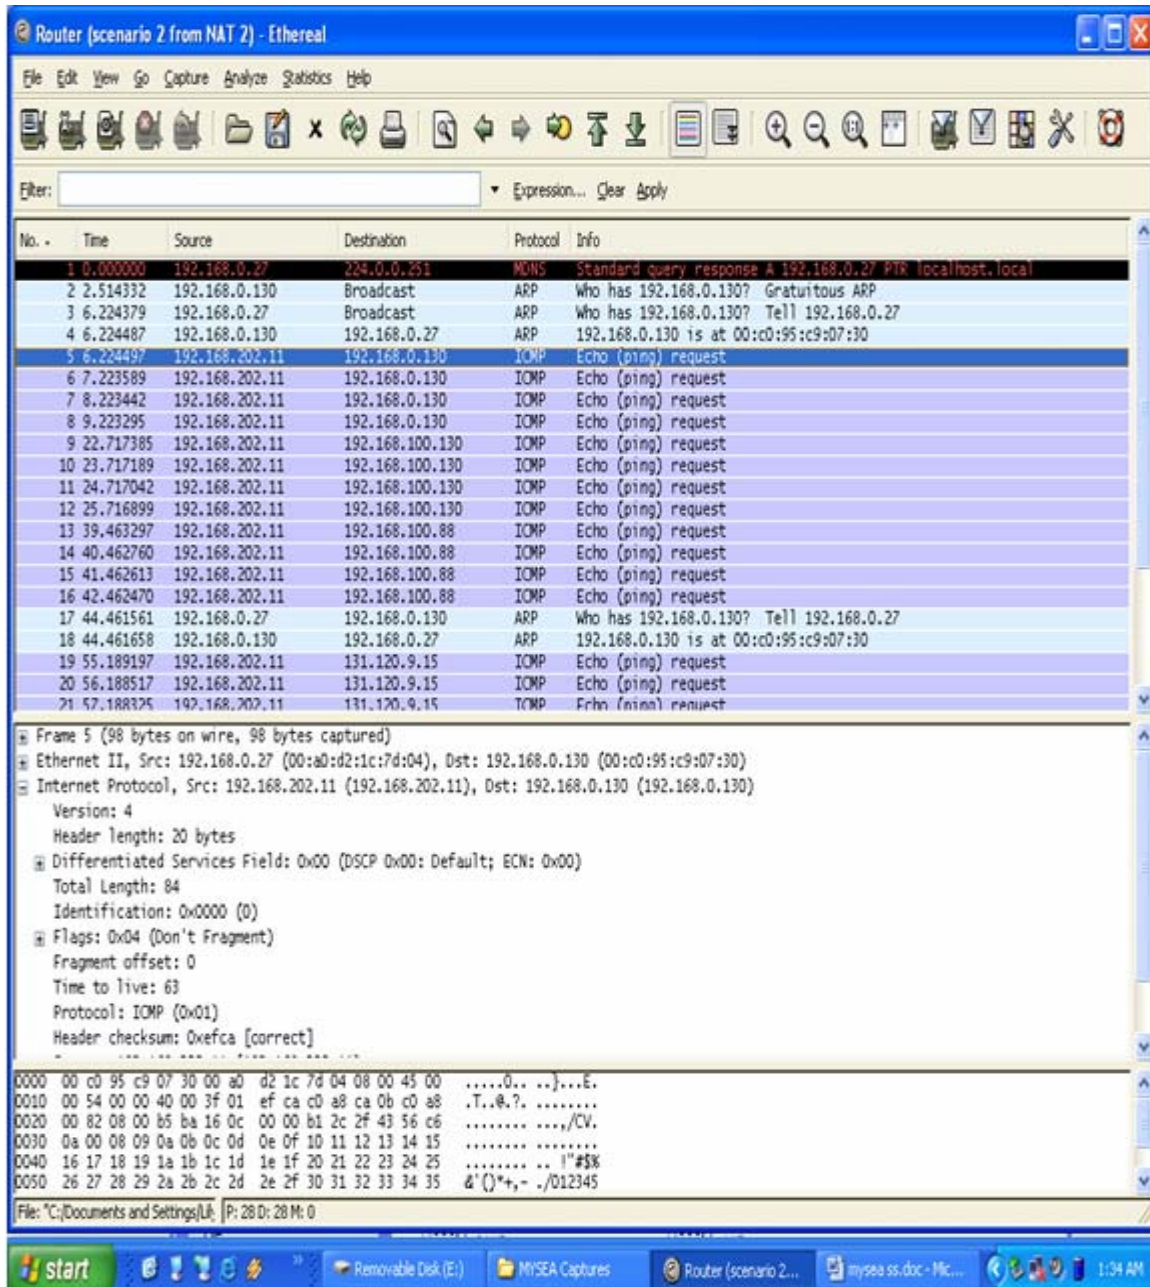 Router (scenario 2 from NAT 2) - Ethereal
File Edit View Go Capture Analyze Statistics Help
Filter: Expression... Clear Apply
No. - Time Source Destination Protocol Info
1 0.000000 192.168.0.27 224.0.0.251 MDNS Standard query response A 192.168.0.27 PTR localhost.local
2 2.514332 192.168.0.130 Broadcast ARP Who has 192.168.0.130? Gratuitous ARP
3 6.224379 192.168.0.27 Broadcast ARP Who has 192.168.0.130? Tell 192.168.0.27
4 6.224487 192.168.0.130 192.168.0.27 ARP 192.168.0.130 is at 00:c0:95:c9:07:30
5 6.224497 192.168.202.11 192.168.0.130 ICMP Echo (ping) request
6 7.223589 192.168.202.11 192.168.0.130 ICMP Echo (ping) request
7 8.223442 192.168.202.11 192.168.0.130 ICMP Echo (ping) request
8 9.223295 192.168.202.11 192.168.0.130 ICMP Echo (ping) request
9 22.717385 192.168.202.11 192.168.100.130 ICMP Echo (ping) request
10 23.717189 192.168.202.11 192.168.100.130 ICMP Echo (ping) request
11 24.717042 192.168.202.11 192.168.100.130 ICMP Echo (ping) request
12 25.716899 192.168.202.11 192.168.100.130 ICMP Echo (ping) request
13 39.463297 192.168.202.11 192.168.100.88 ICMP Echo (ping) request
14 40.462760 192.168.202.11 192.168.100.88 ICMP Echo (ping) request
15 41.462613 192.168.202.11 192.168.100.88 ICMP Echo (ping) request
16 42.462470 192.168.202.11 192.168.100.88 ICMP Echo (ping) request
17 44.461561 192.168.0.27 192.168.0.130 ARP Who has 192.168.0.130? Tell 192.168.0.27
18 44.461658 192.168.0.130 192.168.0.27 ARP 192.168.0.130 is at 00:c0:95:c9:07:30
19 55.189197 192.168.202.11 131.120.9.15 ICMP Echo (ping) request
20 56.188517 192.168.202.11 131.120.9.15 ICMP Echo (ping) request
21 57.188325 192.168.202.11 131.120.9.15 ICMP Echo (ping) request
Frame 5 (98 bytes on wire, 98 bytes captured)
Ethernet II, Src: 192.168.0.27 (00:a0:d2:1c:7d:04), Dst: 192.168.0.130 (00:c0:95:c9:07:30)
Internet Protocol, Src: 192.168.202.11 (192.168.202.11), Dst: 192.168.0.130 (192.168.0.130)
Version: 4
Header length: 20 bytes
Differentiated Services Field: 0x00 (DSCP 0x00: Default; ECN: 0x00)
Total Length: 84
Identification: 0x0000 (0)
Flags: 0x04 (Don't Fragment)
Fragment offset: 0
Time to live: 63
Protocol: ICMP (0x01)
Header checksum: 0xefca [correct]
0000 00 c0 95 c9 07 30 00 a0 d2 1c 7d 04 08 00 45 00 .....0.. ..}...E.
0010 00 54 00 00 40 00 3f 01 ef ca c0 a8 ca 0b c0 a8 .T..@.?. ........
0020 00 82 08 00 b5 ba 16 0c 00 00 b1 2c 2f 43 56 c6 ........ ...,/CV.
0030 0a 00 08 09 0a 0b 0c 0d 0e 0f 10 11 12 13 14 15 ........ ........
0040 16 17 18 19 1a 1b 1c 1d 1e 1f 20 21 22 23 24 25 ........ .. !"#$%
0050 26 27 28 29 2a 2b 2c 2d 2e 2f 30 31 32 33 34 35 &'()*+,- ./012345
File: "C:/Documents and Settings/Lih P: 28 D: 28 M: 0
start Removable Disk (E:) MYSEA Captures Router (scenario 2... mysea ss.doc - Mic... 1:34 AM